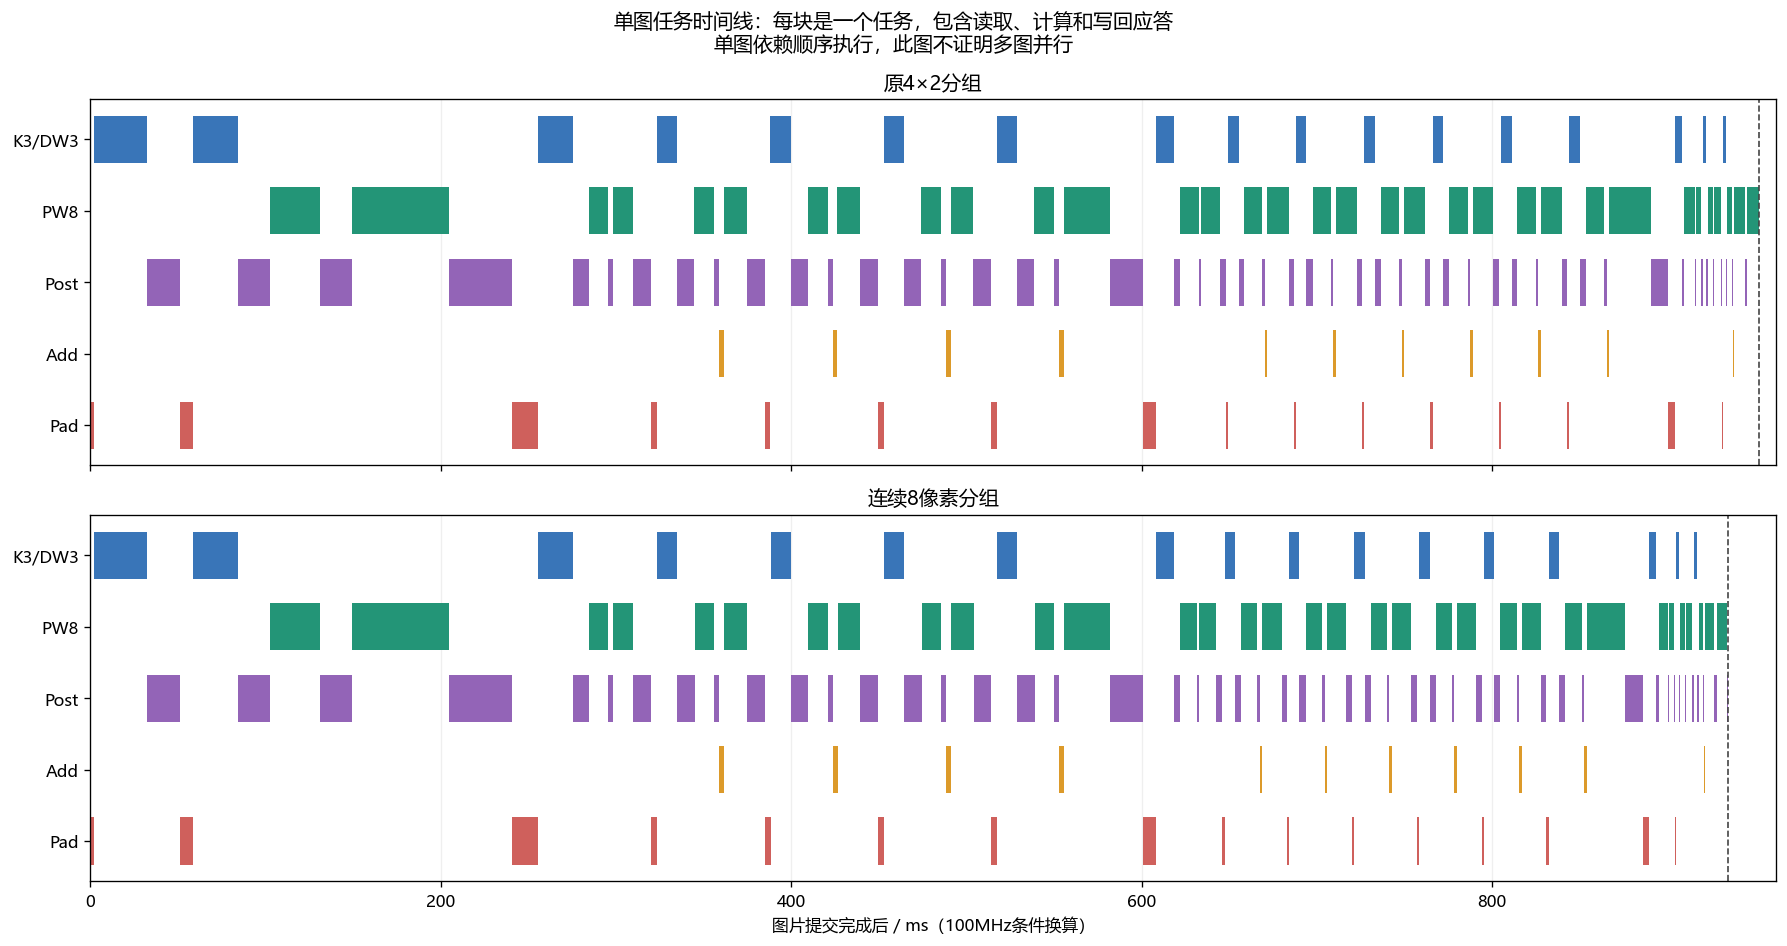 单图任务时间线：每块是一个任务，包含读取、计算和写回应答
单图依赖顺序执行，此图不证明多图并行
原4×2分组
K3/DW3
PW8
Post
Add
Pad
连续8像素分组
K3/DW3
PW8
Post
Add
Pad
0 200 400 600 800
图片提交完成后 / ms（100MHz条件换算）